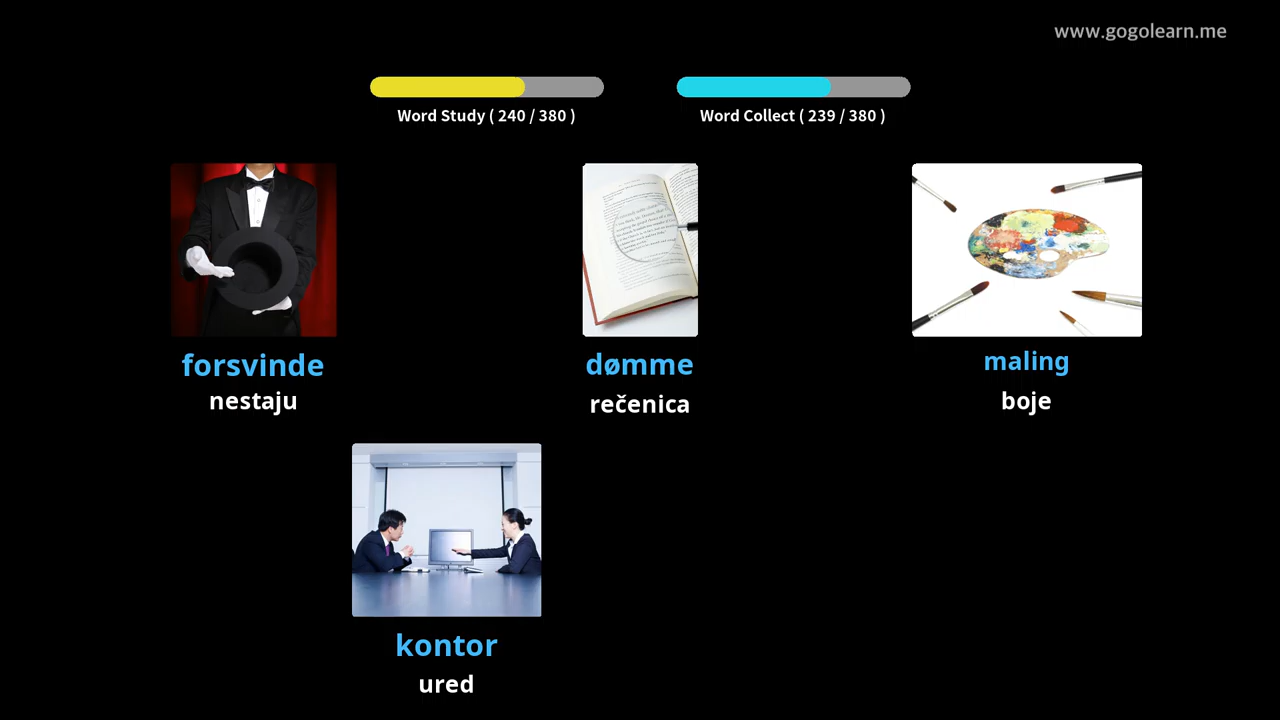 www.gogolearn.me
Word Study ( 240 / 380 )
Word Collect ( 239 / 380 )
forsvinde
nestaju
dømme
rečenica
maling
boje
kontor
ured